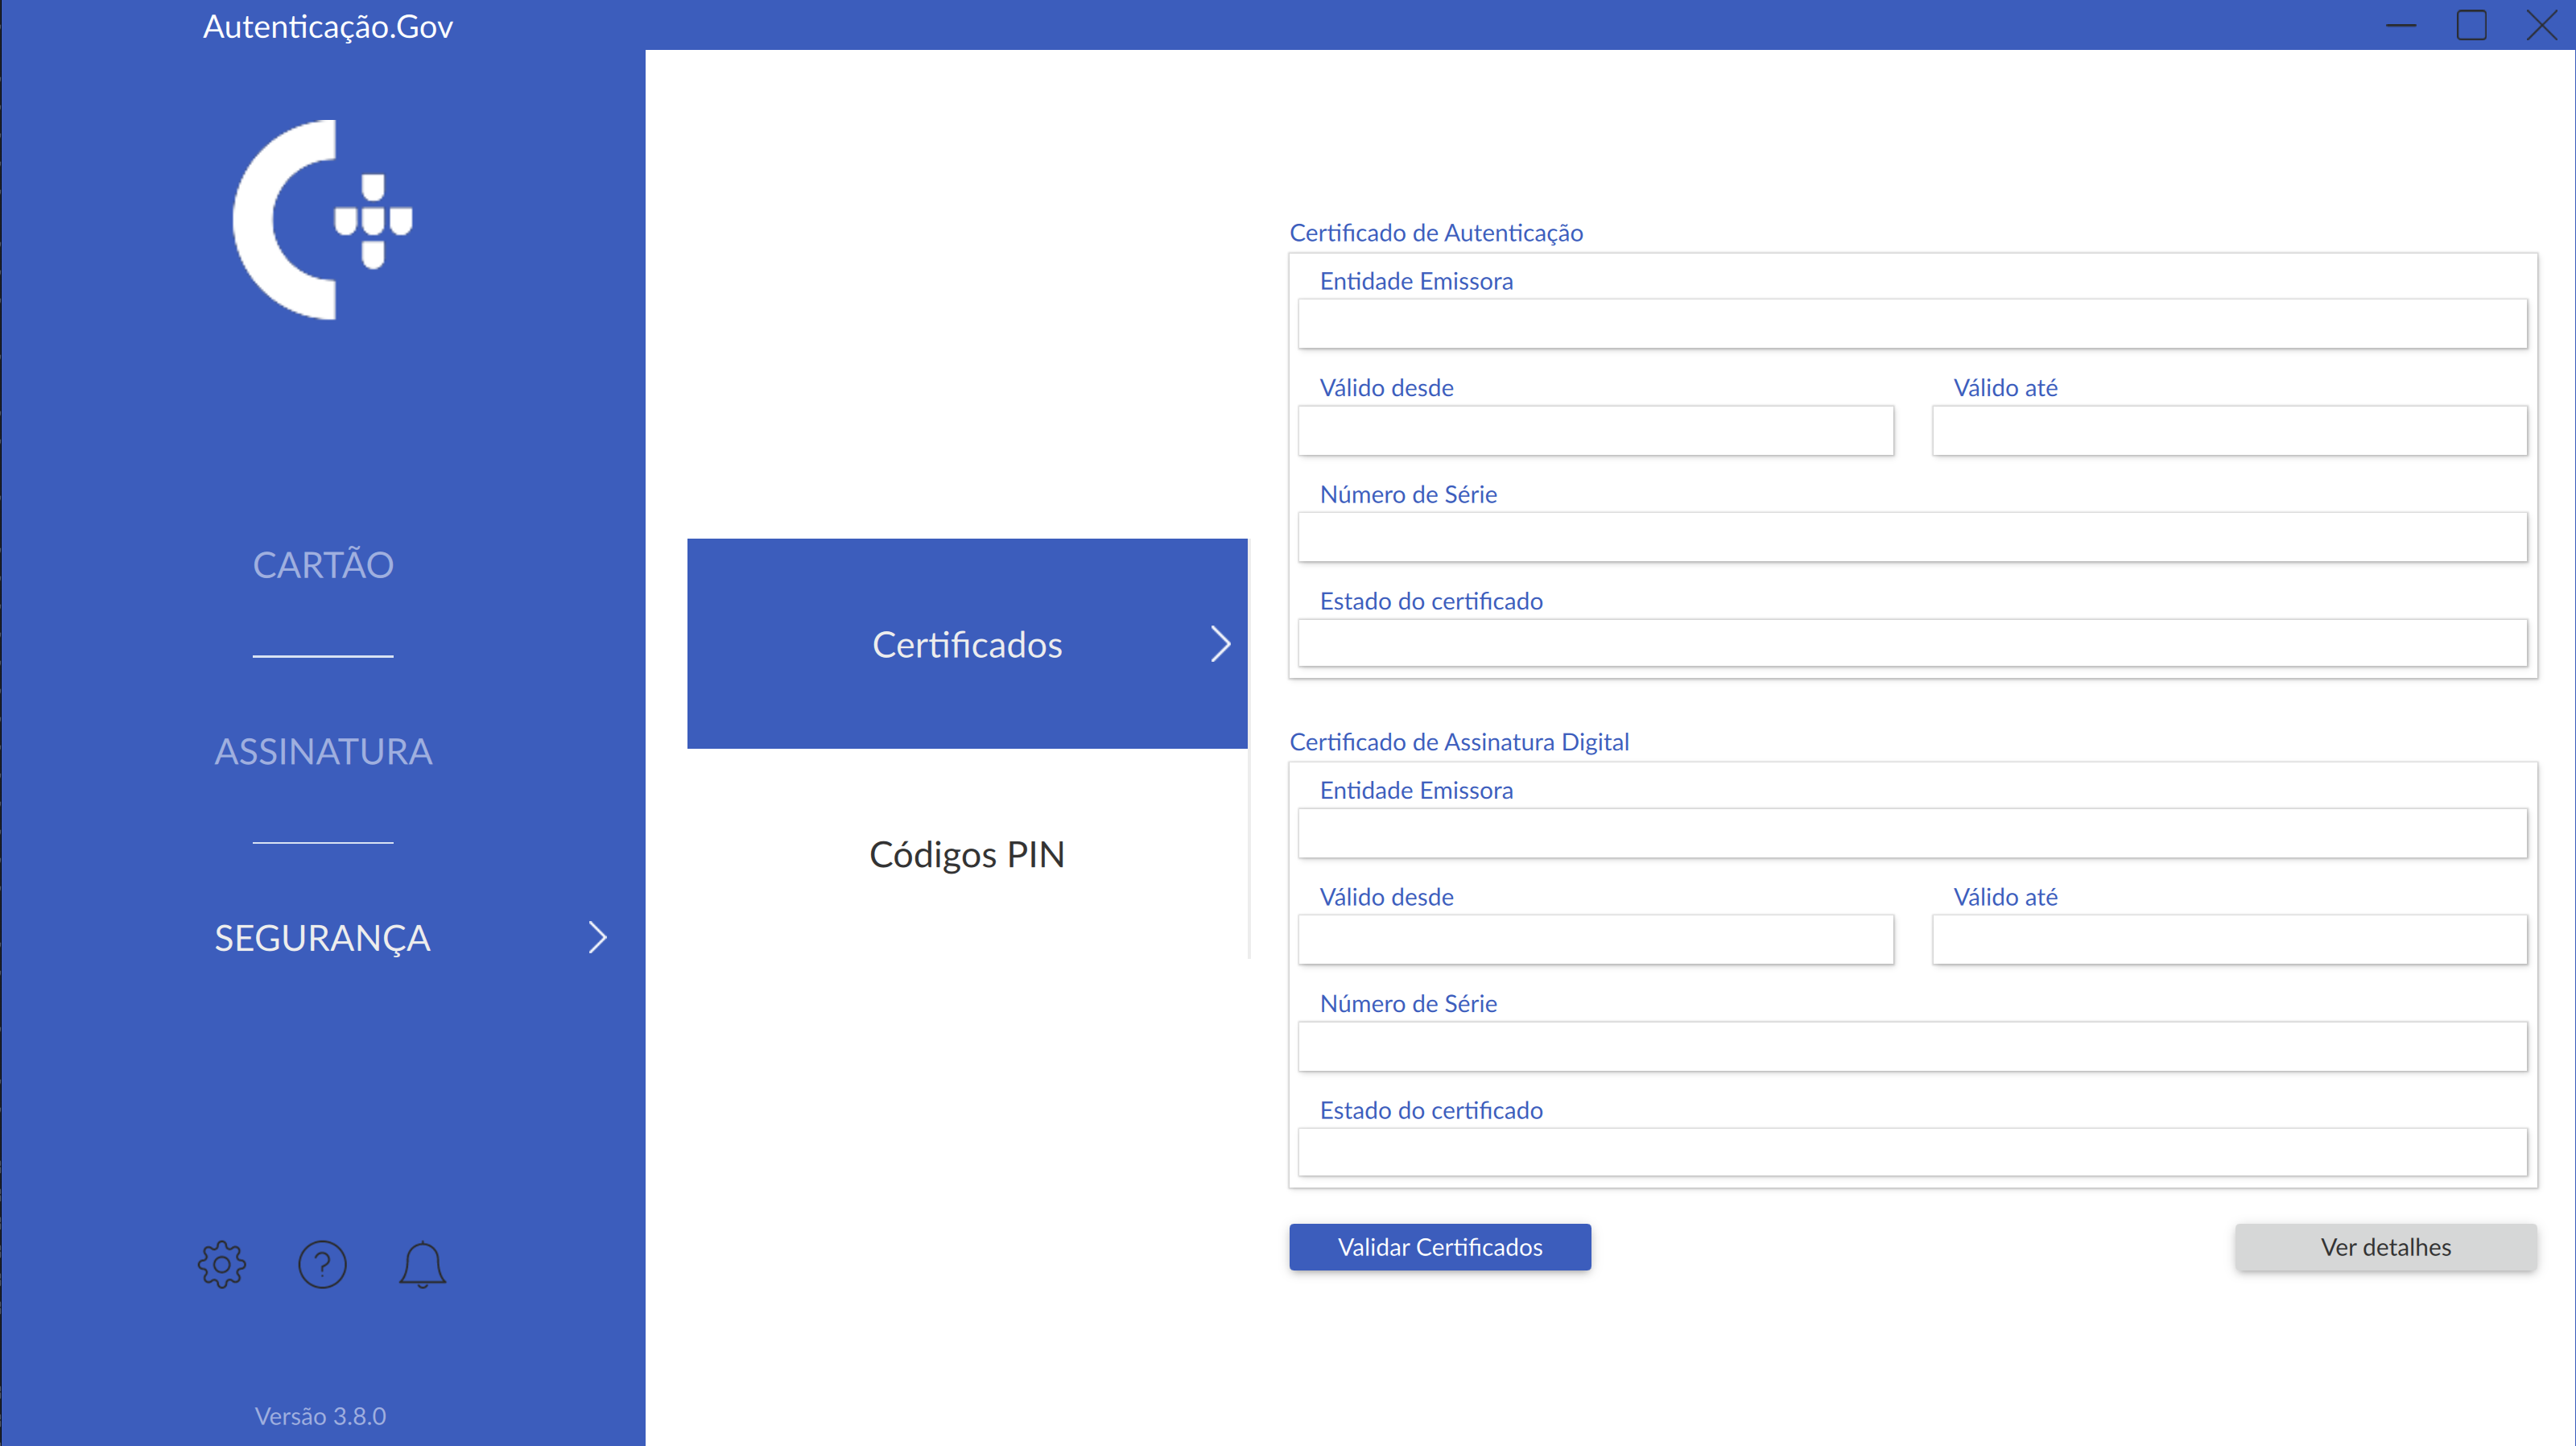 Autenticação.Gov
CARTÃO
ASSINATURA
SEGURANÇA
Versão 3.8.0
Certificados
Códigos PIN
Certificado de Autenticação
Entidade Emissora
Válido desde
Válido até
Número de Série
Estado do certificado
Certificado de Assinatura Digital
Entidade Emissora
Válido desde
Válido até
Número de Série
Estado do certificado
Validar Certificados
Ver detalhes